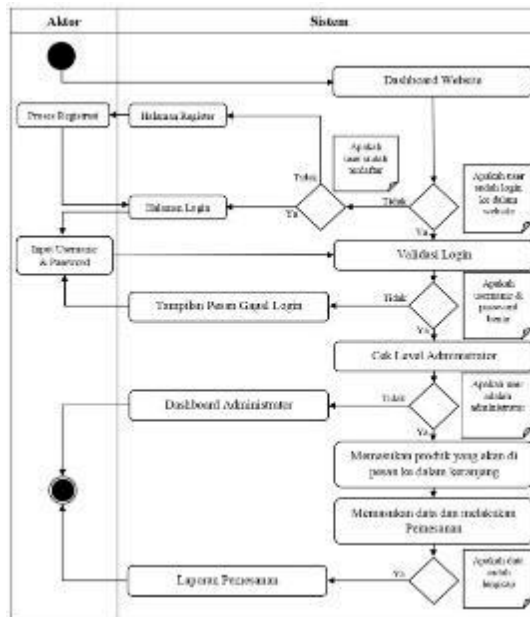 Aktor
Sistem
Dashboard Website
Proses Registrasi
Halaman Register
Apakah
user sudah
terdaftar
Apakah user
sudah login
ke dalam
website
Tidak
Tidak
Ya
Ya
Halaman Login
Input Username
& Password
Validasi Login
Tidak
Apakah
username &
password
benar
Tampilan Pesan Gagal Login
Ya
Cek Level Administrator
Apakah
user
adalah
administrator
Tidak
Dashboard Administrator
Ya
Memasukan produk yang akan di
pesan ke dalam keranjang
Memasukan data dan melakukan
Pemesanan
Apakah data
sudah
lengkap
Ya
Laporan Pemesanan